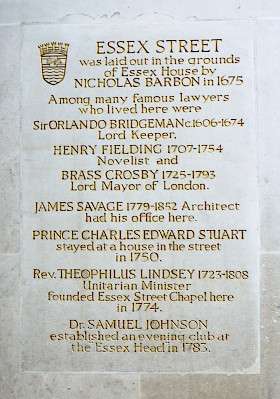 ESSEX STREET
was laid out in the grounds
of Essex House by
NICHOLAS BARBON in 1675
Among many famous lawyers
who lived here were
Sir ORLANDO BRIDGEMAN c.1606-1674
Lord Keeper.
HENRY FIELDING 1707-1754
Novelist and
BRASS CROSBY 1725-1793
Lord Mayor of London.
JAMES SAVAGE 1779-1852 Architect
had his office here.
PRINCE CHARLES EDWARD STUART
stayed at a house in the street
in 1750.
Rev. THEOPHILUS LINDSEY 1723-1808
Unitarian Minister
founded Essex Street Chapel here
in 1774.
Dr. SAMUEL JOHNSON
established an evening club at
the Essex Head in 1783.